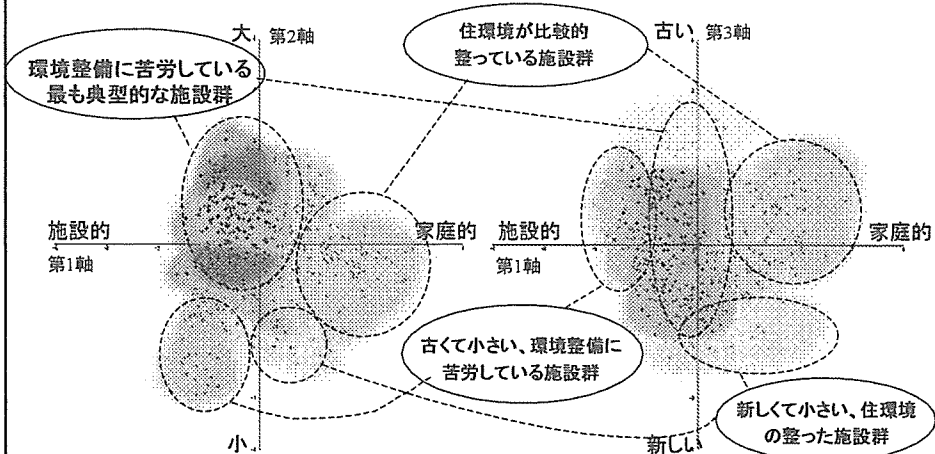 大 第2軸
環境整備に苦労している
最も典型的な施設群
住環境が比較的
整っている施設群
古い 第3軸
施設的
第1軸
家庭的
施設的
第1軸
家庭的
古くて小さい、環境整備に
苦労している施設群
新しくて小さい、住環境
の整った施設群
小
新しい